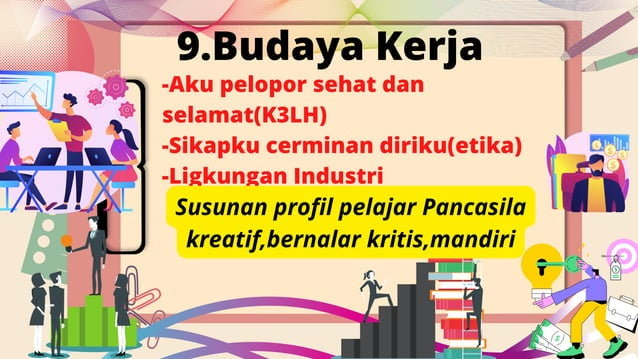 9.Budaya Kerja
-Aku pelopor sehat dan
selamat(K3LH)
-Sikapku cerminan diriku(etika)
-Ligkungan Industri
Susunan profil pelajar Pancasila
kreatif,bernalar kritis,mandiri